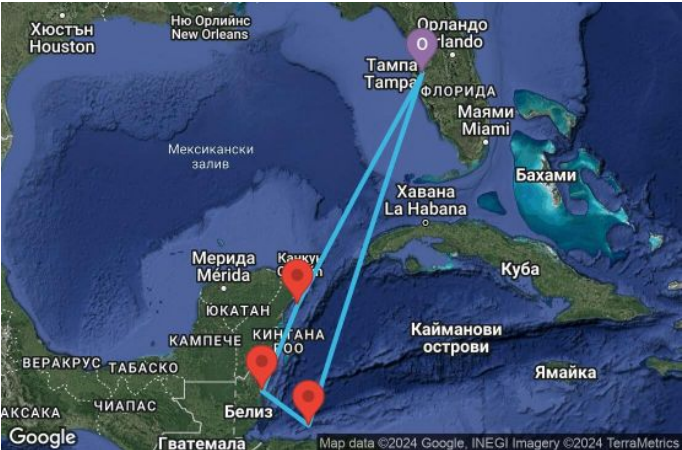 Хюстън
Houston
Ню Орлийнс
New Orleans
Орландо
rlando
О
Тампа
Tampa
ФЛОРИДА
Маями
Miami
Мексикански
залив
Бахами
Хавана
La Habana
Мерида
Mérida
Канкун
Куба
ЮКАТАН
КАМПЕЧЕ
КИНТАНА
РОО
Кайманови
острови
ВЕРАКРУС
ТАБАСКО
Ямайка
АКСАКА
ЧИАПАС
Белиз
Гватемала
Google
Map data ©2024 Google, INEGI Imagery ©2024 TerraMetrics